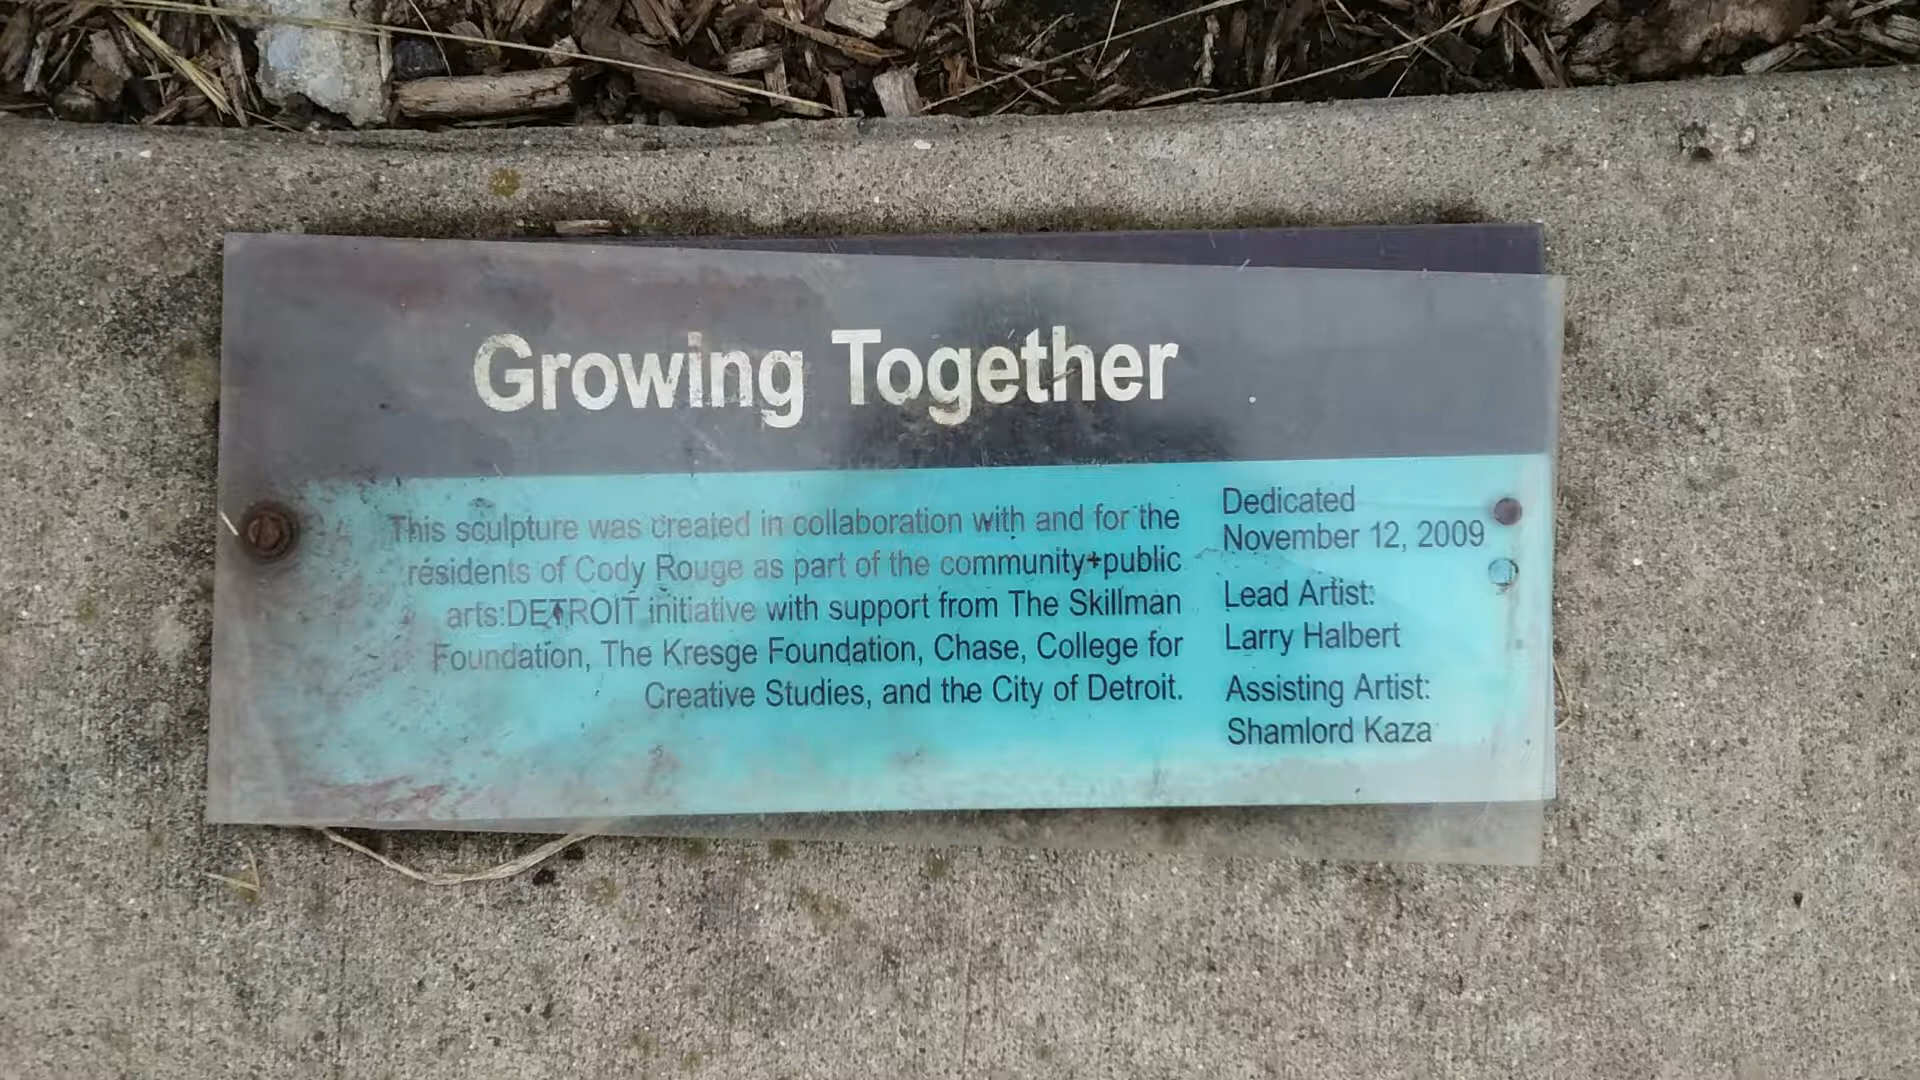 Growing Together
This sculpture was created in collaboration with and for the
residents of Cody Rouge as part of the community+public
arts:DETROIT initiative with support from The Skillman
Foundation, The Kresge Foundation, Chase, College for
Creative Studies, and the City of Detroit.
Dedicated
November 12, 2009
Lead Artist:
Larry Halbert
Assisting Artist:
Shamlord Kaza